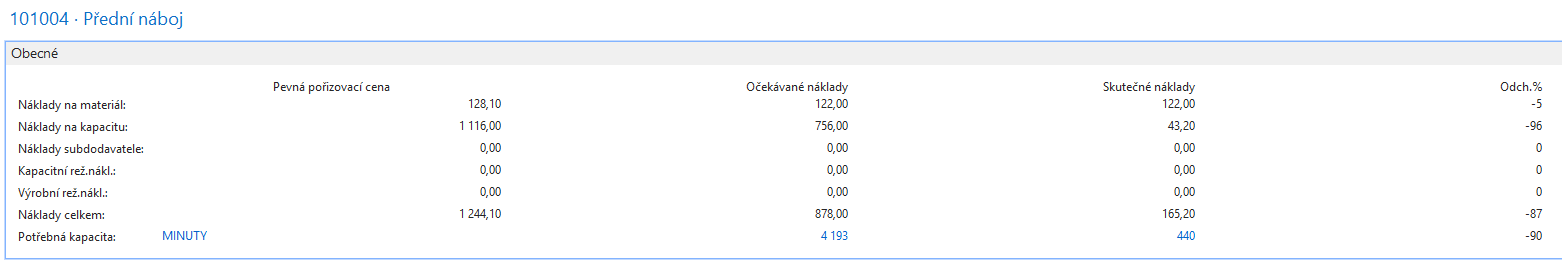 101004 · Přední náboj
Obecné
Pevná pořizovací cena Očekávané náklady Skutečné náklady Odch.%
Náklady na materiál: 128,10 122,00 122,00 -5
Náklady na kapacitu: 1 116,00 756,00 43,20 -96
Náklady subdodavatele: 0,00 0,00 0,00 0
Kapacitní rež.nákl.: 0,00 0,00 0,00 0
Výrobní rež.nákl.: 0,00 0,00 0,00 0
Náklady celkem: 1 244,10 878,00 165,20 -87
Potřebná kapacita: MINUTY 4 193 440 -90